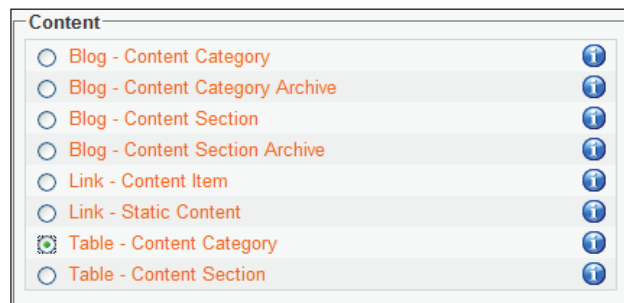 Content
Blog - Content Category
Blog - Content Category Archive
Blog - Content Section
Blog - Content Section Archive
Link - Content Item
Link - Static Content
Table - Content Category
Table - Content Section